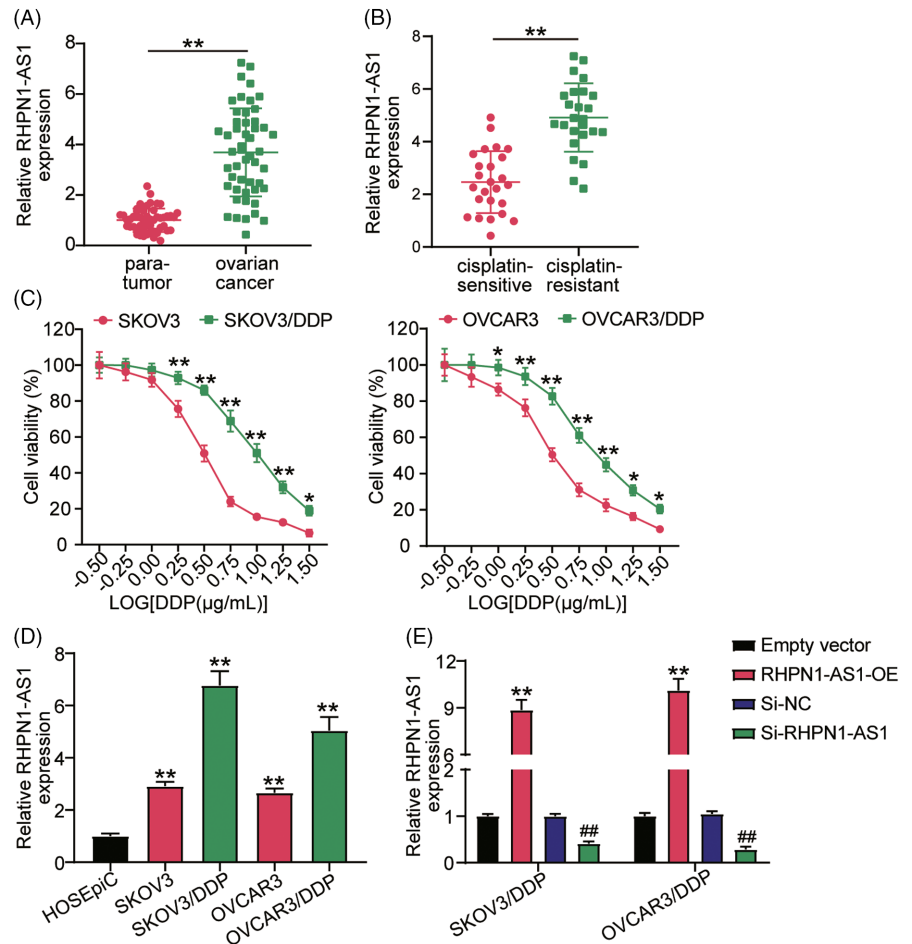 (A)
**
Relative RHPN1-AS1
expression
8
6
4
2
0
para-
tumor
ovarian
cancer
(B)
**
Relative RHPN1-AS1
expression
8
6
4
2
0
cisplatin-
sensitive
cisplatin-
resistant
(C)
SKOV3 SKOV3/DDP
Cell viability (%)
120
100
80
60
40
20
0
** ** ** ** ** *
-0.50 -0.25 0.00 0.25 0.50 0.75 1.00 1.25 1.50
LOG[DDP(μg/mL)]
OVCAR3 OVCAR3/DDP
Cell viability (%)
120
100
80
60
40
20
0
* ** ** ** ** * *
-0.50 -0.25 0.00 0.25 0.50 0.75 1.00 1.25 1.50
LOG[DDP(μg/mL)]
(D)
Relative RHPN1-AS1
expression
8
6
4
2
0
** ** ** **
HOSEpiC SKOV3 SKOV3/DDP OVCAR3 OVCAR3/DDP
(E)
Empty vector
RHPN1-AS1-OE
Si-NC
Si-RHPN1-AS1
Relative RHPN1-AS1
expression
12
9
6
2
1
0
** ## ** ##
SKOV3/DDP OVCAR3/DDP